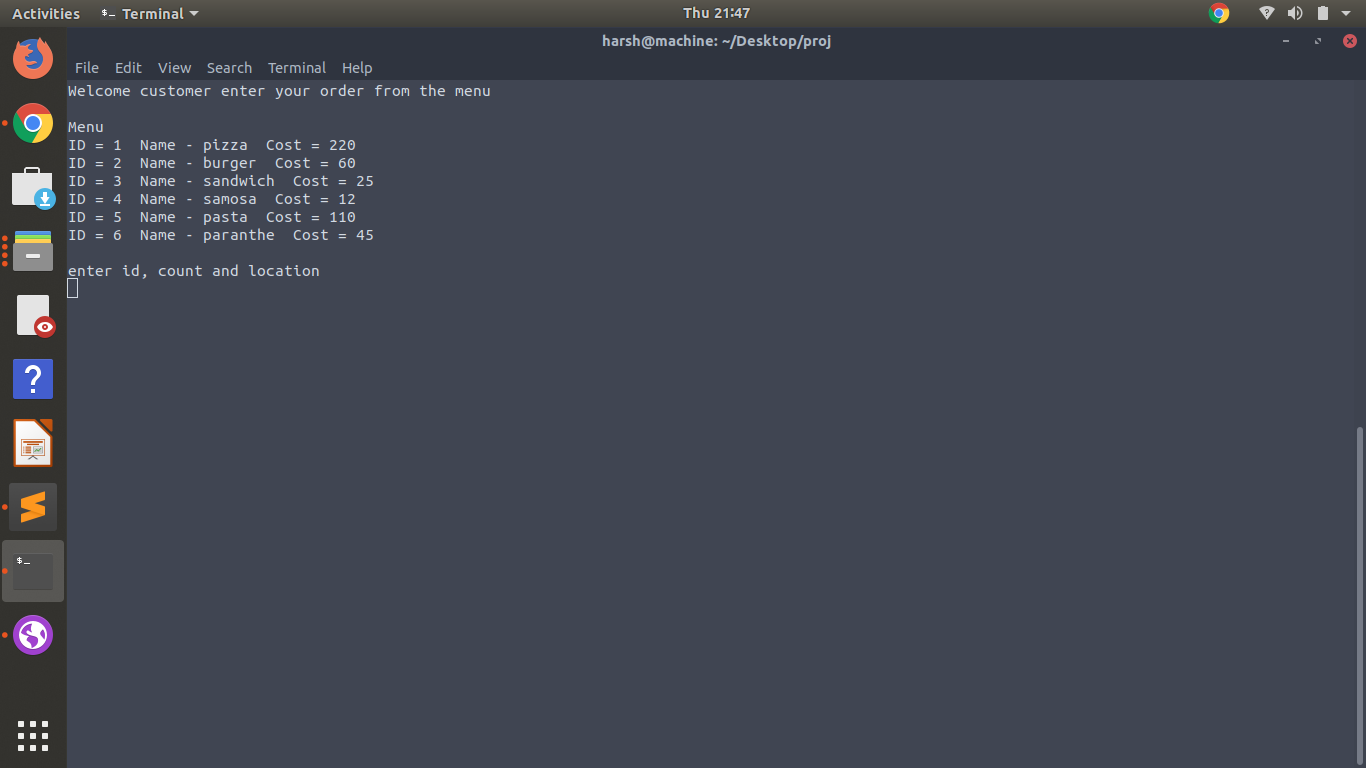 Activities Terminal Thu 21:47
harsh@machine: ~/Desktop/proj
File Edit View Search Terminal Help
Welcome customer enter your order from the menu
Menu
ID = 1  Name - pizza  Cost = 220
ID = 2  Name - burger  Cost = 60
ID = 3  Name - sandwich  Cost = 25
ID = 4  Name - samosa  Cost = 12
ID = 5  Name - pasta  Cost = 110
ID = 6  Name - paranthe  Cost = 45
enter id, count and location